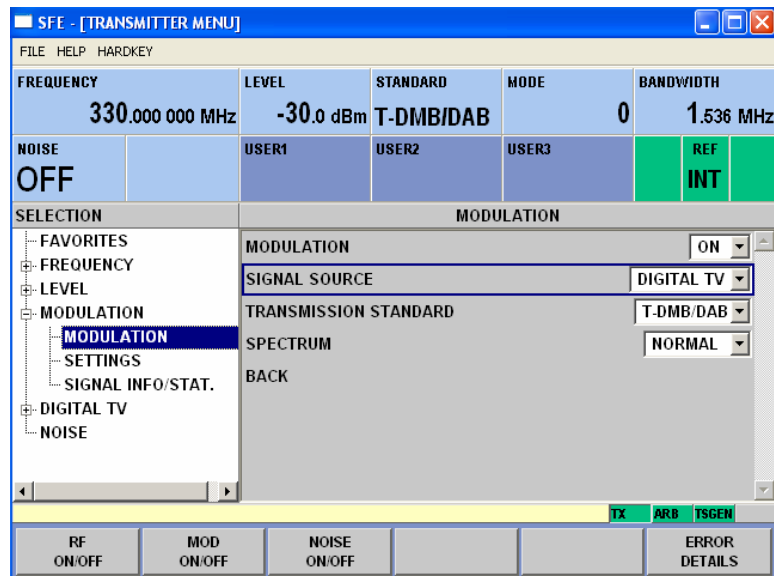 SFE - [TRANSMITTER MENU]
FILE HELP HARDKEY
FREQUENCY LEVEL STANDARD MODE BANDWIDTH
330.000 000 MHz -30.0 dBm T-DMB/DAB 0 1.536 MHz
NOISE USER1 USER2 USER3 REF
OFF INT
SELECTION MODULATION
FAVORITES
FREQUENCY
LEVEL
MODULATION
MODULATION
SETTINGS
SIGNAL INFO/STAT.
DIGITAL TV
NOISE
MODULATION ON
SIGNAL SOURCE DIGITAL TV
TRANSMISSION STANDARD T-DMB/DAB
SPECTRUM NORMAL
BACK
TX ARB TSGEN
RF ON/OFF
MOD ON/OFF
NOISE ON/OFF
ERROR DETAILS